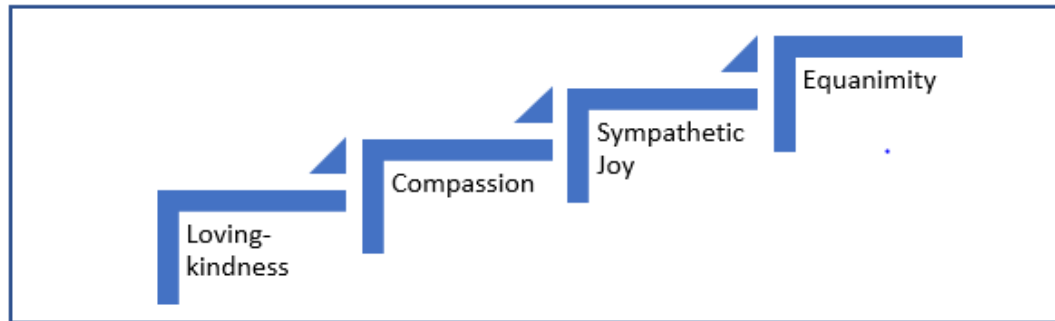 Loving-
kindness
Compassion
Sympathetic
Joy
Equanimity